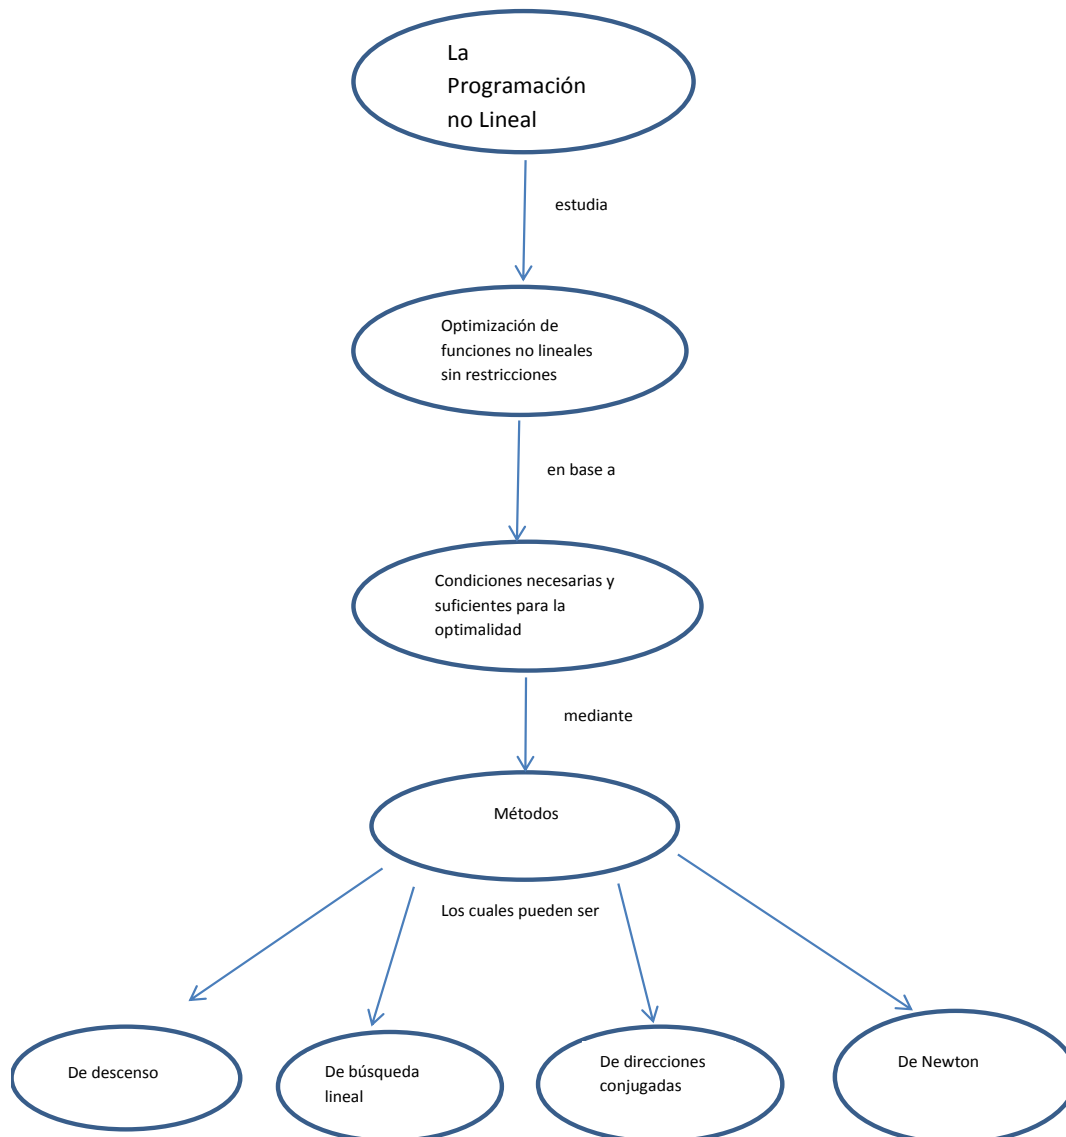 La
Programación
no Lineal
estudia
Optimización de
funciones no lineales
sin restricciones
en base a
Condiciones necesarias y
suficientes para la
optimalidad
mediante
Métodos
Los cuales pueden ser
De descenso
De búsqueda
lineal
De direcciones
conjugadas
De Newton